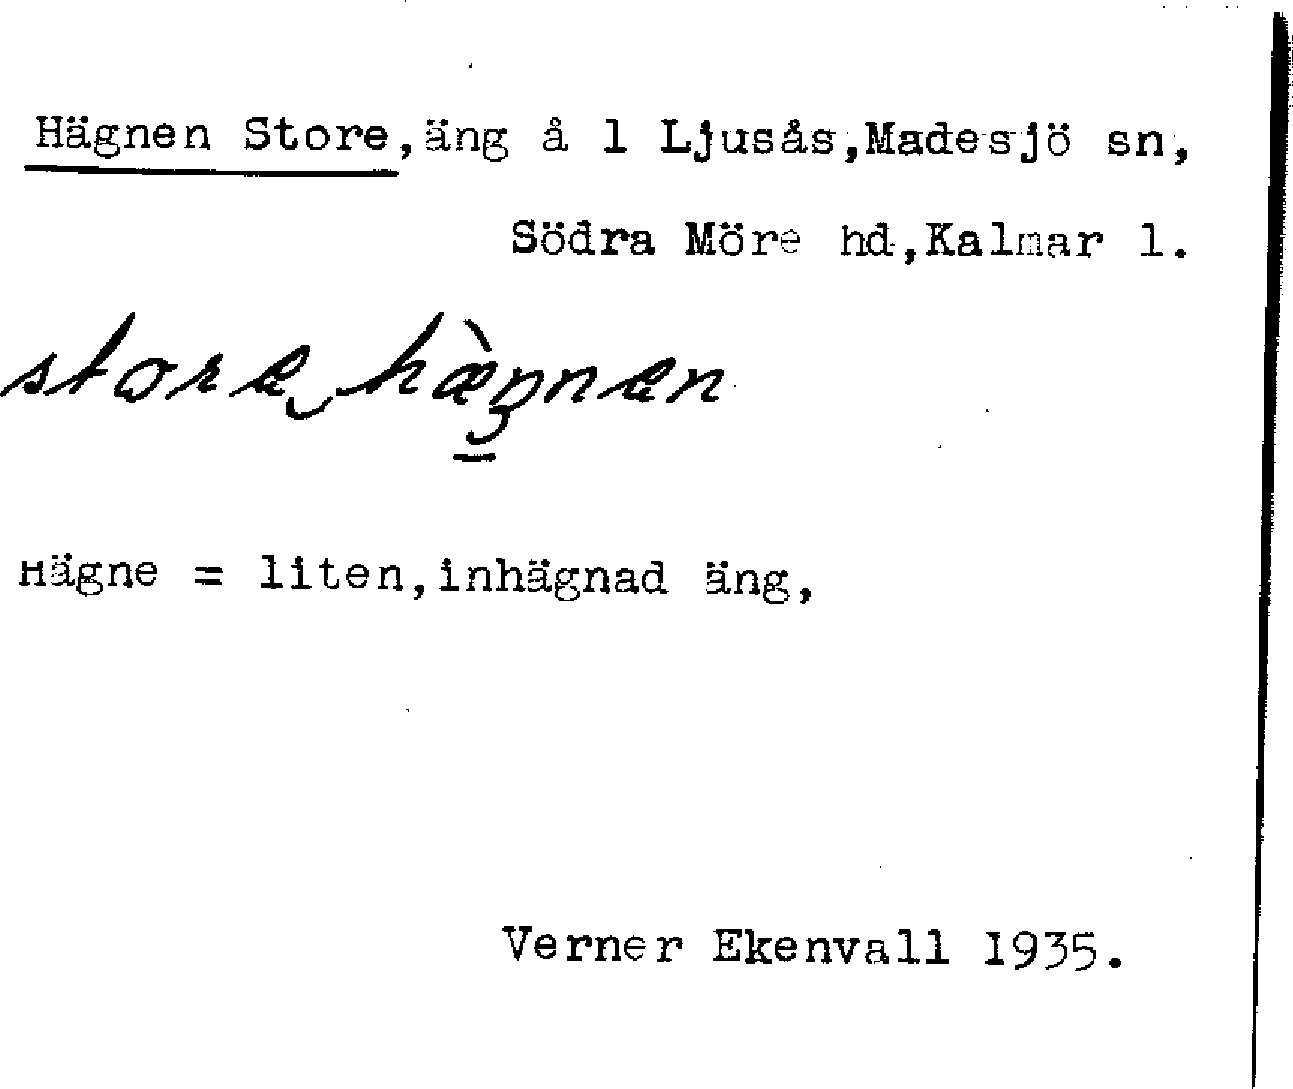 Hägnen Store,äng å 1 Ljusås,Madesjö sn,
Södra Möre hd,Kalmar l.
store hægnen
Hägne = liten,inhägnad äng,
Verner Ekenvall 1935.